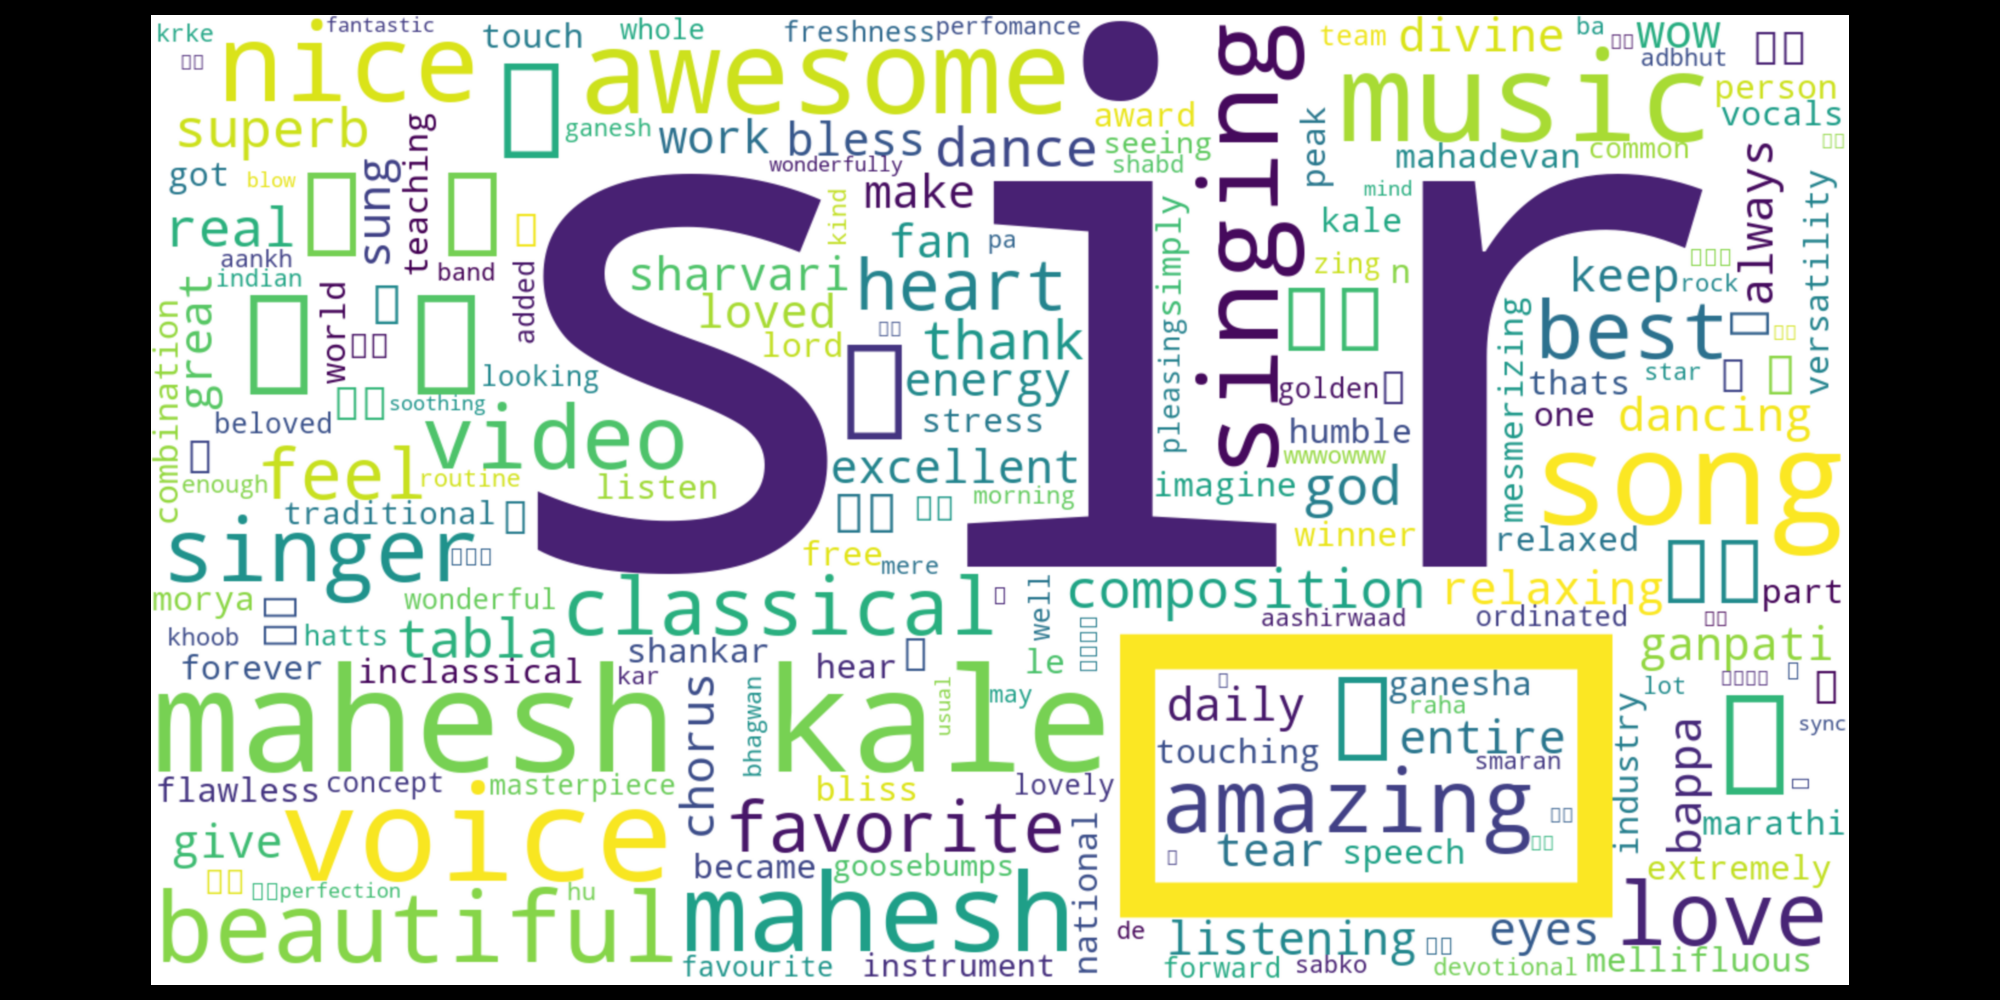 krke
nice
fantastic
touch
whole
freshness
perfomance
awesome
singing
team
divine
ba
wow
adbhut
music
person
vocals
superb
teaching
ganesh
work
bless
dance
award
seeing
shabd
peak
mahadevan
common
wonderfully
got
blow
sung
make
kind
sir
mind
always
versatility
real
aankh
indian
band
fan
pa
simply
kale
zing
n
keep
rock
sharvari
heart
loved
lord
thank
added
world
great
combination
looking
energy
stress
pleasing
golden
mesmerizing
best
thats
star
one
dancing
soothing
beloved
video
humble
wwwowww
feel
enough
routine
listen
excellent
morning
imagine
god
song
traditional
singer
free
mere
winner
relaxed
morya
wonderful
classical
well
composition
relaxing
part
khoob
hatts
tabla
aashirwaad
ordinated
shankar
forever
inclassical
kar
hear
le
ganpati
mahesh kale
chorus
bhagwan
usual
may
daily
ganesha
raha
lot
touching
entire
smaran
industry
bappa
sync
flawless
concept
masterpiece
bliss
lovely
amazing
voice
favorite
national
give
tear
speech
marathi
became
goosebumps
extremely
perfection
hu
beautiful
mahesh
love
de
listening
eyes
favourite
instrument
forward
sabko
devotional
mellifluous